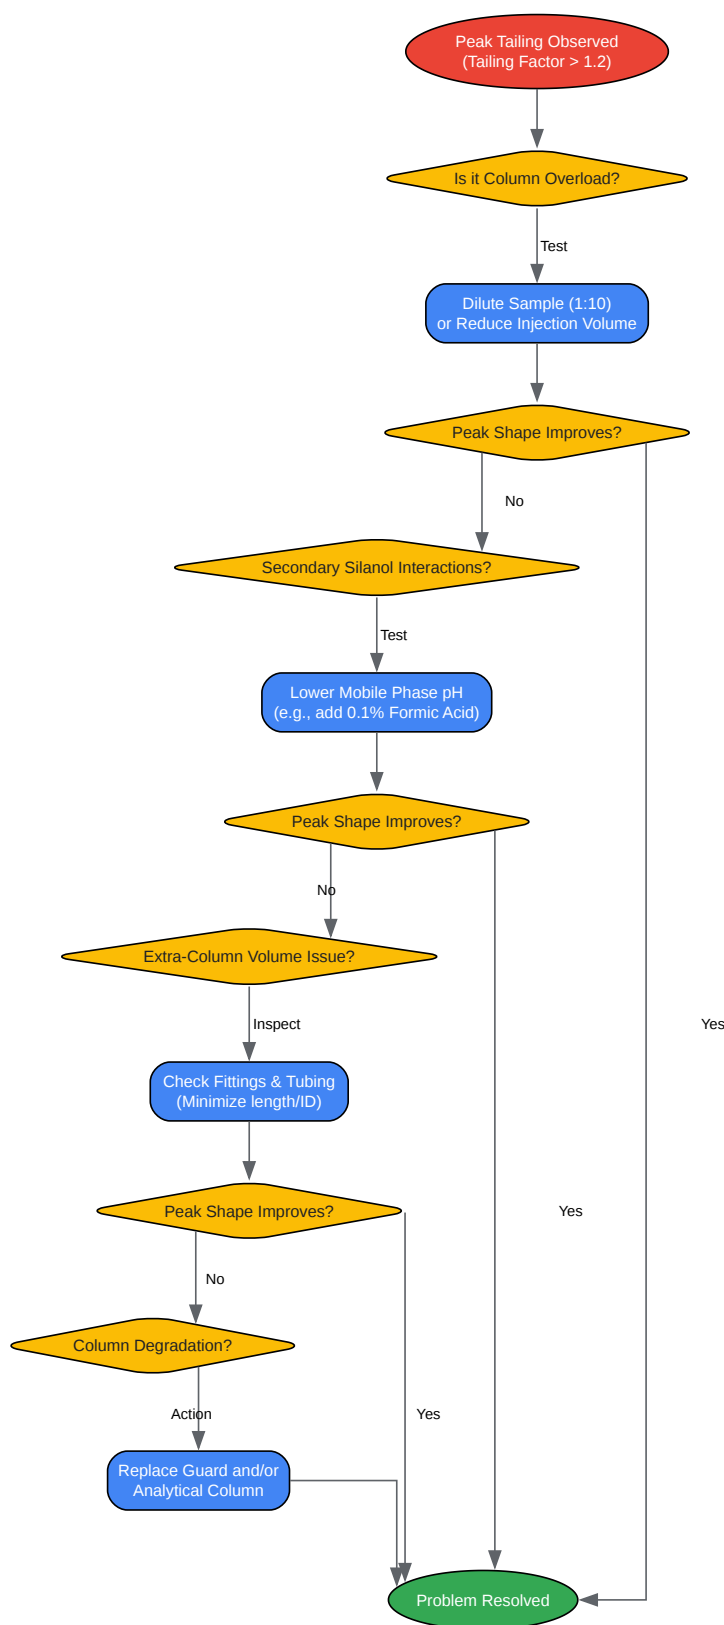 Peak Tailing Observed
(Tailing Factor > 1.2)
Is it Column Overload?
Test
Dilute Sample (1:10)
or Reduce Injection Volume
Peak Shape Improves?
No
Secondary Silanol Interactions?
Test
Lower Mobile Phase pH
(e.g., add 0.1% Formic Acid)
Peak Shape Improves?
No
Extra-Column Volume Issue?
Inspect
Yes
Check Fittings & Tubing
(Minimize length/ID)
Peak Shape Improves?
Yes
No
Column Degradation?
Action
Yes
Replace Guard and/or
Analytical Column
Problem Resolved